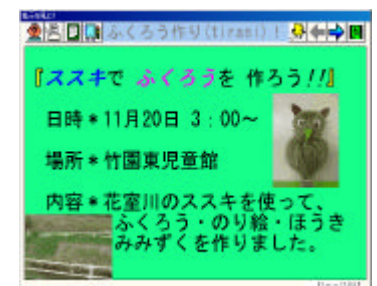 ふくろう作り(tirasi)!
『ススキで ふくろうを 作ろう!!』
日時*11月20日 3:00~
場所*竹園東児童館
内容*花室川のススキを使って、
ふくろう・のり絵・ほうき
みみずくを作りました。